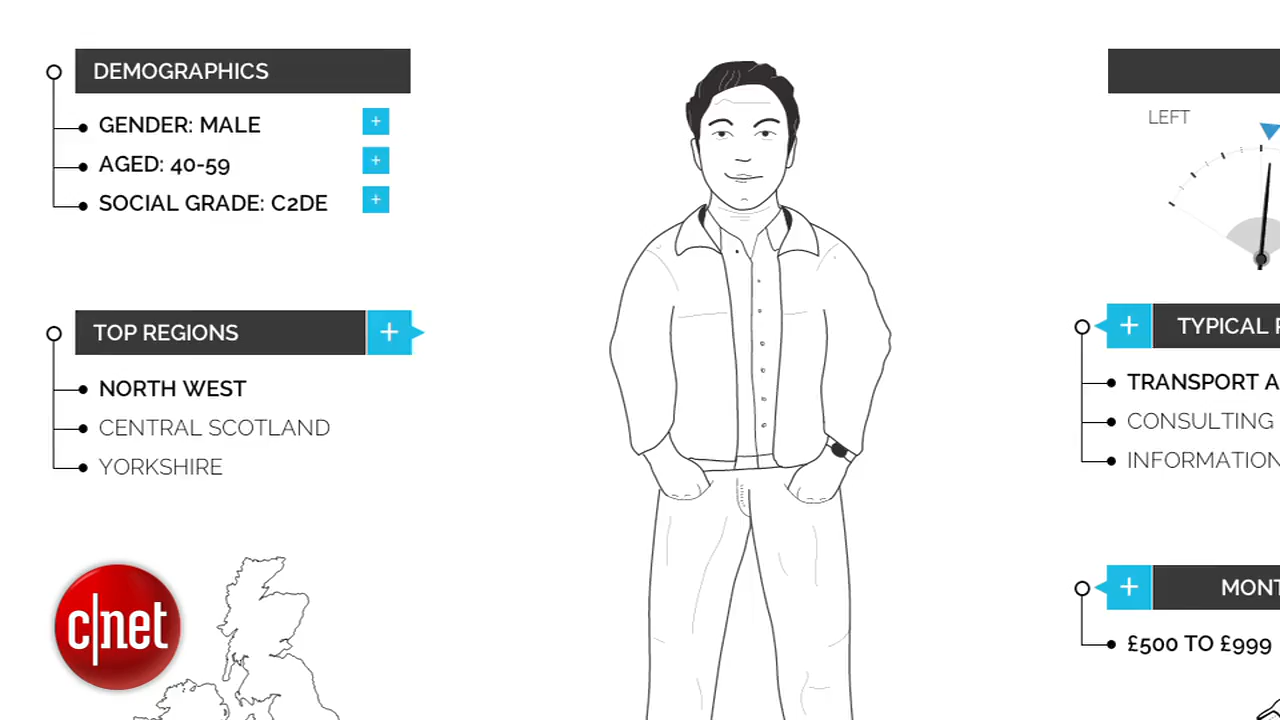 DEMOGRAPHICS
GENDER: MALE
AGED: 40-59
SOCIAL GRADE: C2DE
TOP REGIONS
NORTH WEST
CENTRAL SCOTLAND
YORKSHIRE
c|net
LEFT
TYPICAL
TRANSPORT A
CONSULTING
INFORMATION
MONT
£500 TO £999